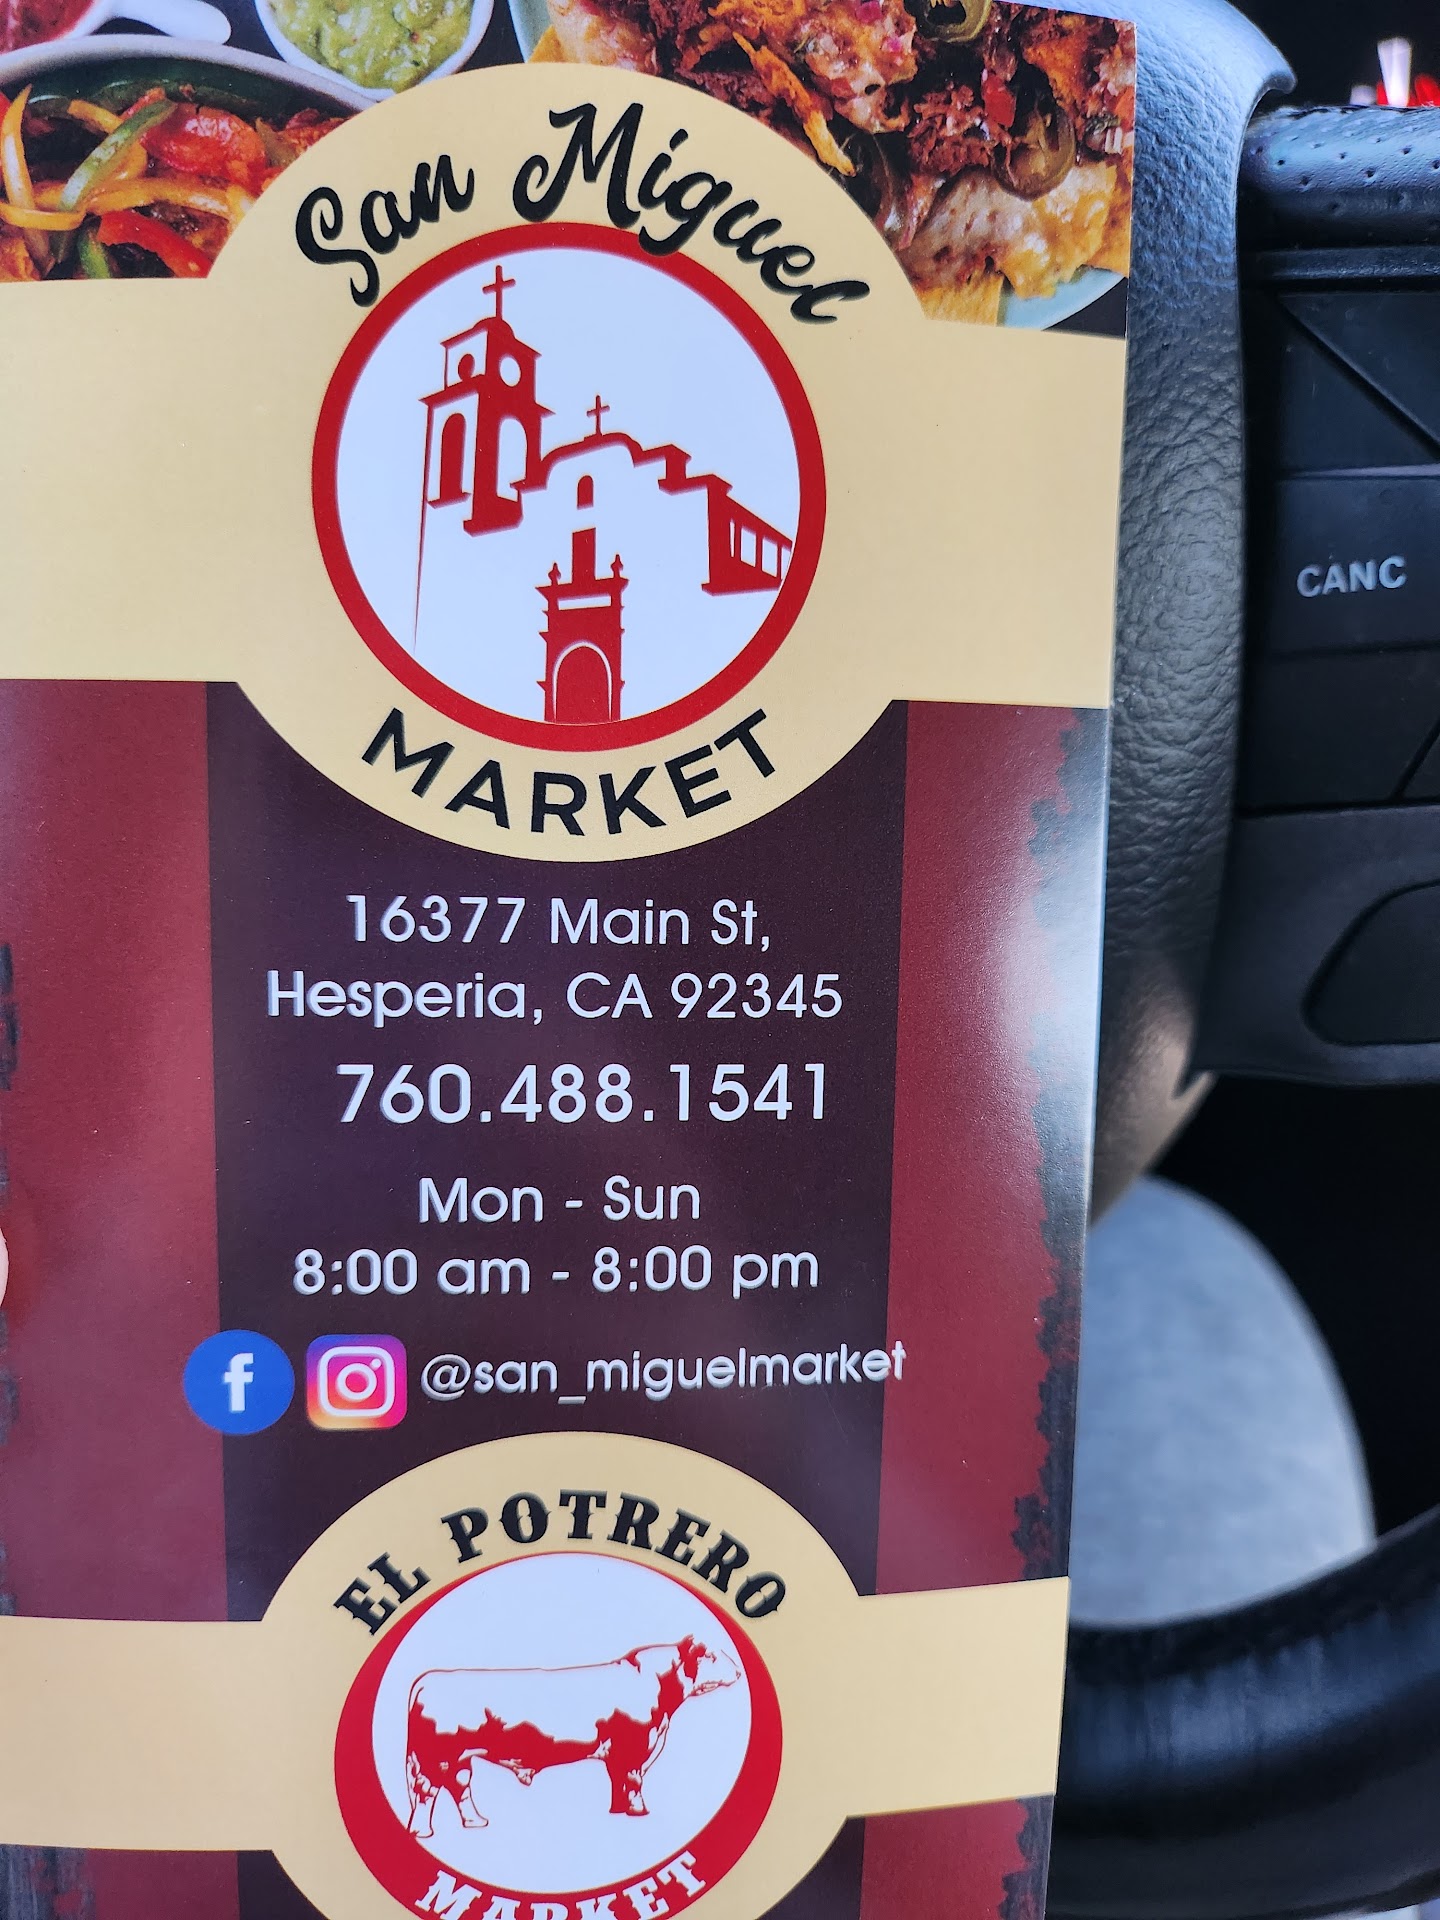 San Miguel
MARKET
CANC
16377 Main St,
Hesperia, CA 92345
760.488.1541
Mon - Sun
8:00 am - 8:00 pm
f @san_miguelmarket
EL POTRERO
MARKET